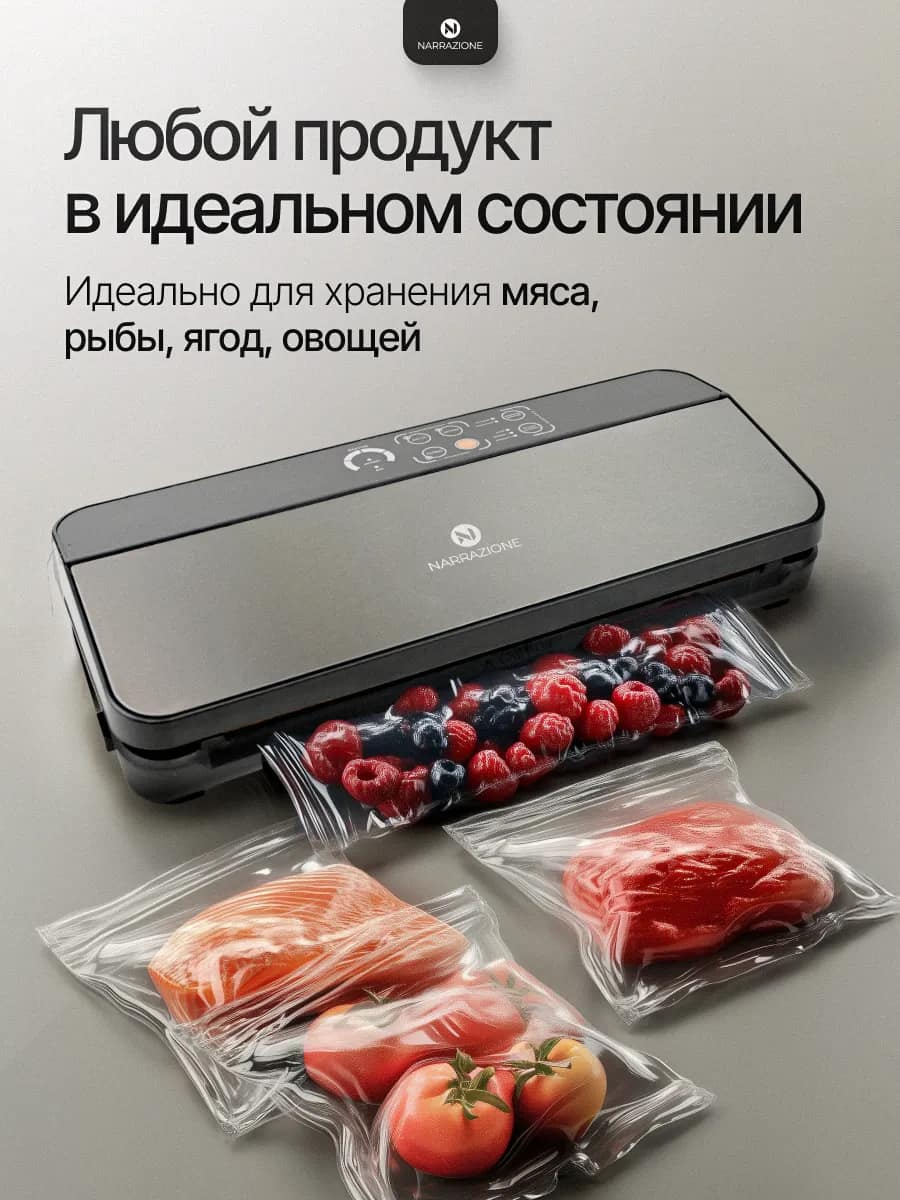 NARRAZIONE
Любой продукт
в идеальном состоянии
Идеально для хранения мяса,
рыбы, ягод, овощей
NARRAZIONE